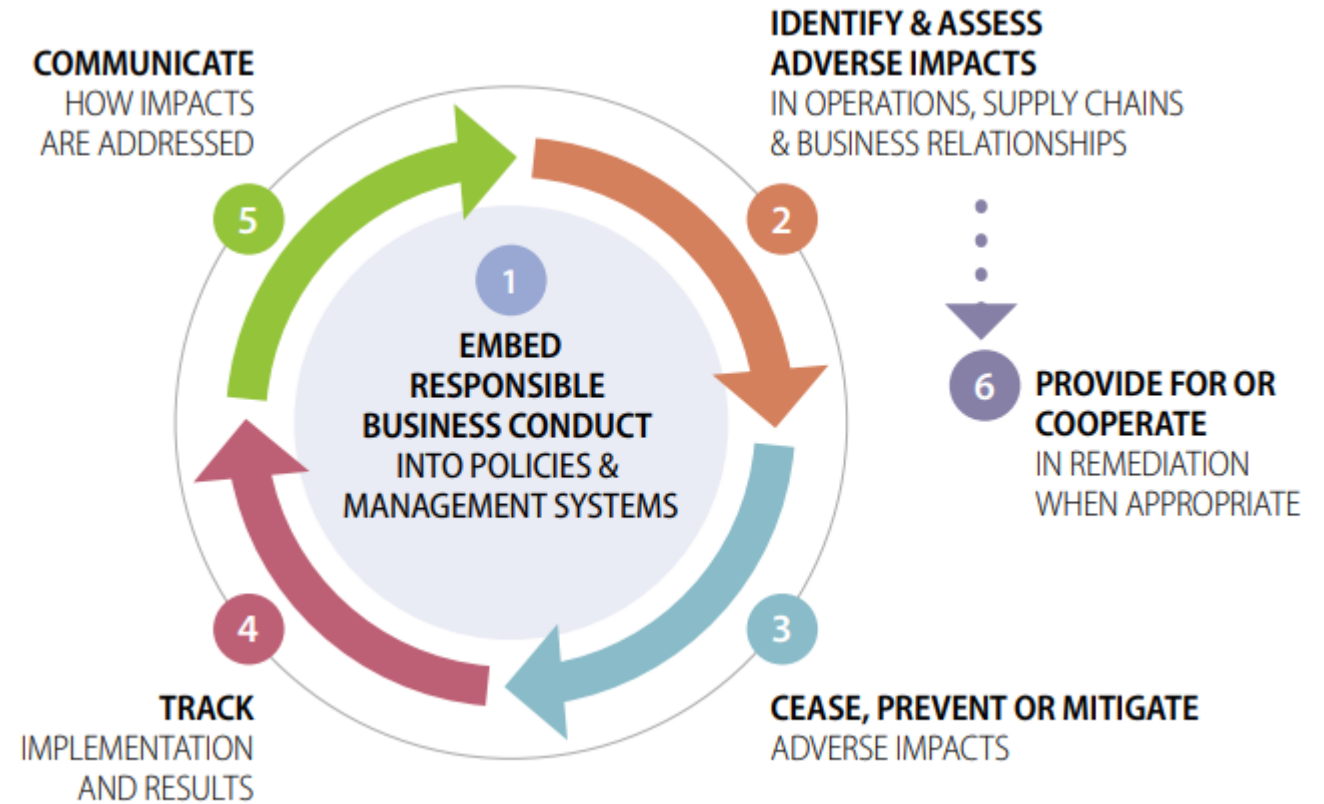 1
EMBED
RESPONSIBLE
BUSINESS CONDUCT
INTO POLICIES &
MANAGEMENT SYSTEMS
2
IDENTIFY & ASSESS
ADVERSE IMPACTS
IN OPERATIONS, SUPPLY CHAINS
& BUSINESS RELATIONSHIPS
3
CEASE, PREVENT OR MITIGATE
ADVERSE IMPACTS
4
TRACK
IMPLEMENTATION
AND RESULTS
5
COMMUNICATE
HOW IMPACTS
ARE ADDRESSED
6
PROVIDE FOR OR
COOPERATE
IN REMEDIATION
WHEN APPROPRIATE